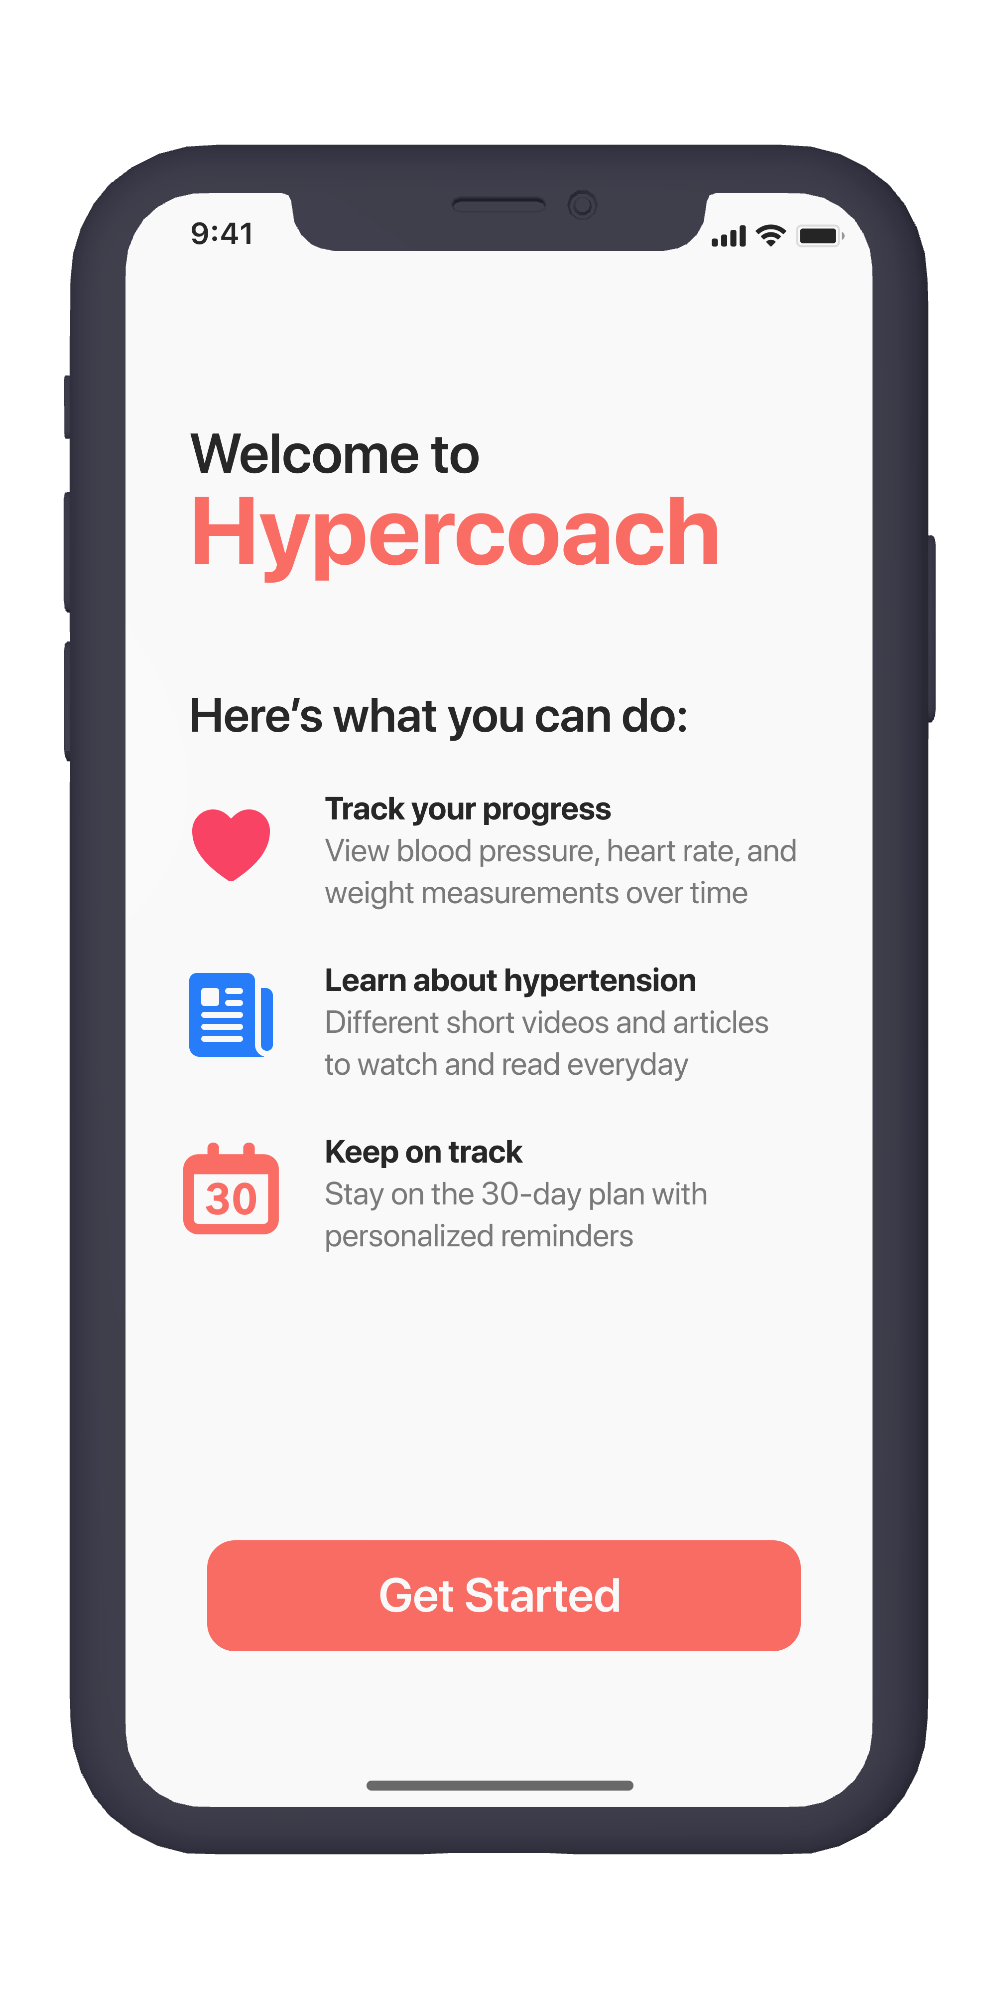 9:41
Welcome to
Hypercoach
Here’s what you can do:
Track your progress
View blood pressure, heart rate, and
weight measurements over time
Learn about hypertension
Different short videos and articles
to watch and read everyday
30
Keep on track
Stay on the 30-day plan with
personalized reminders
Get Started